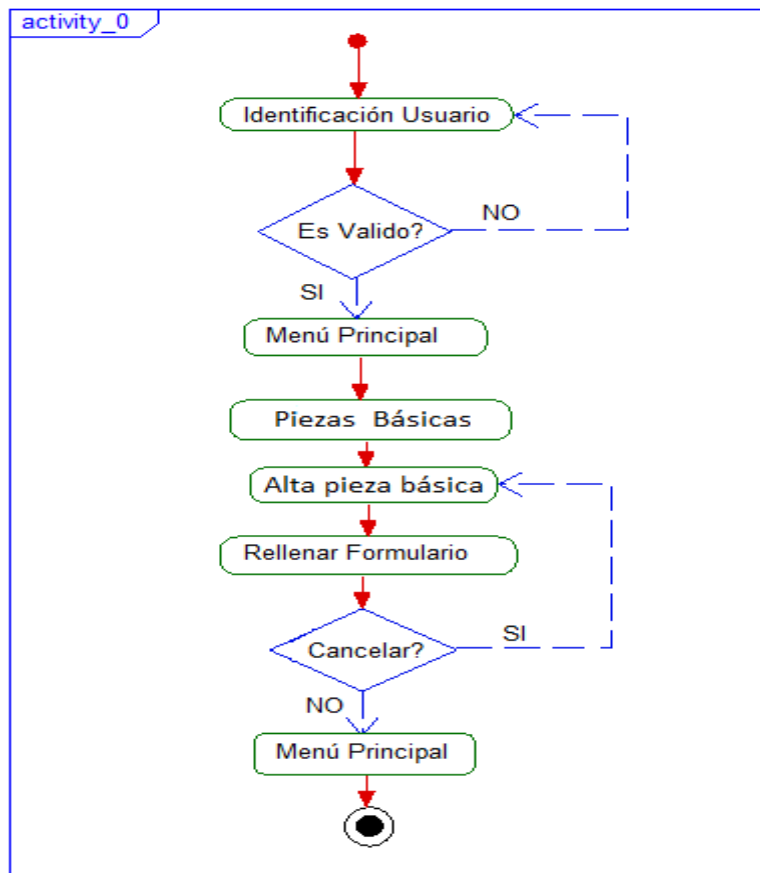 activity_0
Identificación Usuario
Es Valido?
NO
SI
Menú Principal
Piezas Básicas
Alta pieza básica
Rellenar Formulario
Cancelar?
SI
NO
Menú Principal